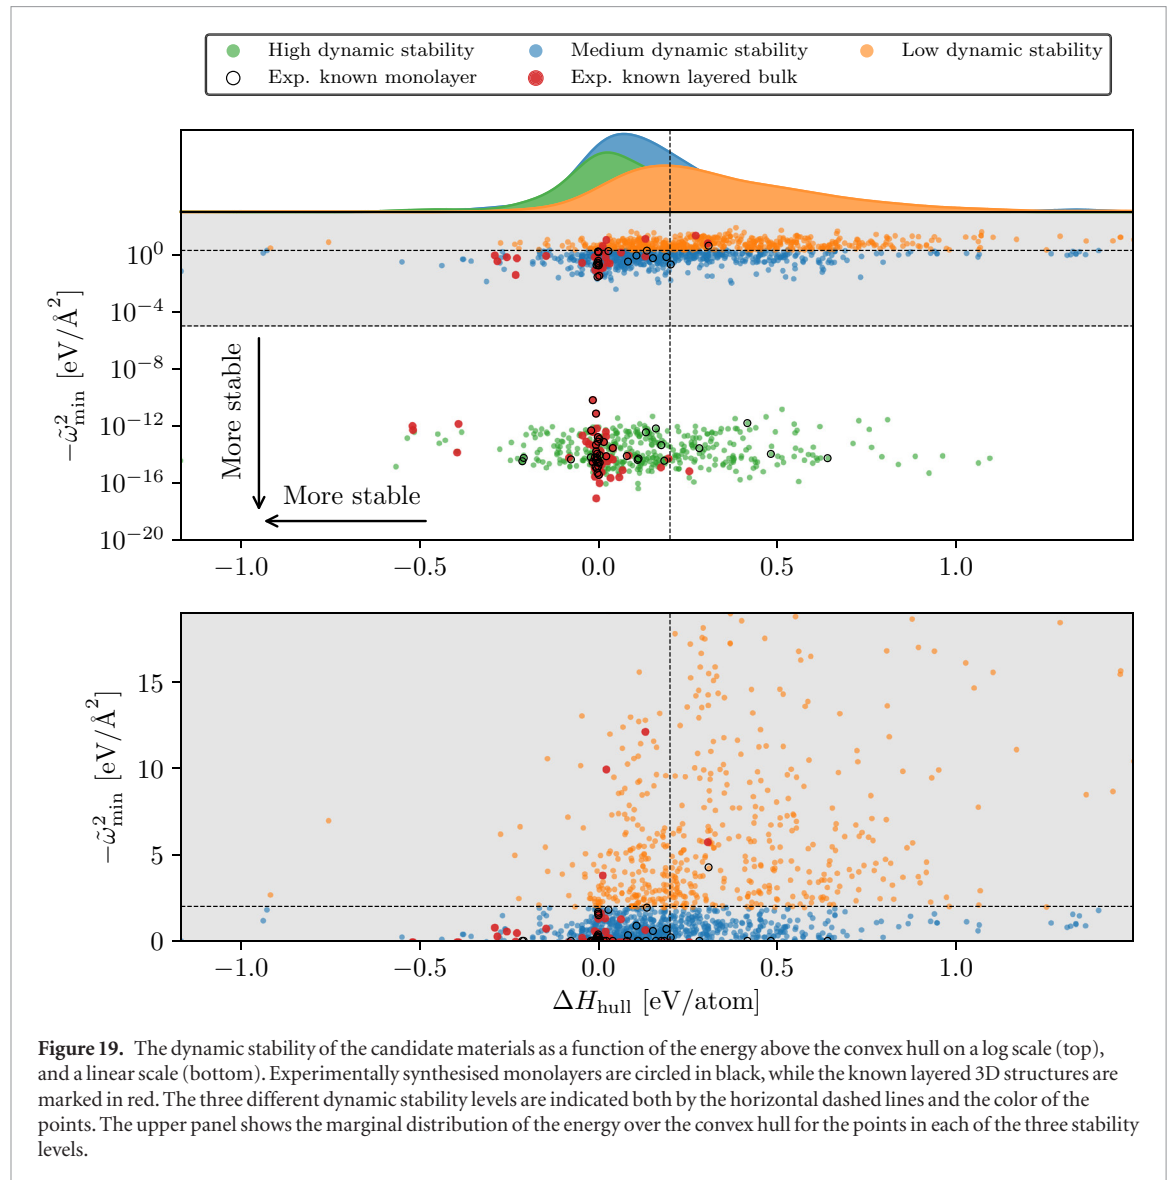 High dynamic stability Medium dynamic stability Low dynamic stability
Exp. known monolayer Exp. known layered bulk
10⁰
10⁻⁴
10⁻⁸
10⁻¹²
10⁻¹⁶
10⁻²⁰
−ω̃²min [eV/Å²]
More stable
More stable
−1.0 −0.5 0.0 0.5 1.0
15
10
5
0
−ω̃²min [eV/Å²]
−1.0 −0.5 0.0 0.5 1.0
ΔHhull [eV/atom]
Figure 19. The dynamic stability of the candidate materials as a function of the energy above the convex hull on a log scale (top),
and a linear scale (bottom). Experimentally synthesised monolayers are circled in black, while the known layered 3D structures are
marked in red. The three different dynamic stability levels are indicated both by the horizontal dashed lines and the color of the
points. The upper panel shows the marginal distribution of the energy over the convex hull for the points in each of the three stability
levels.